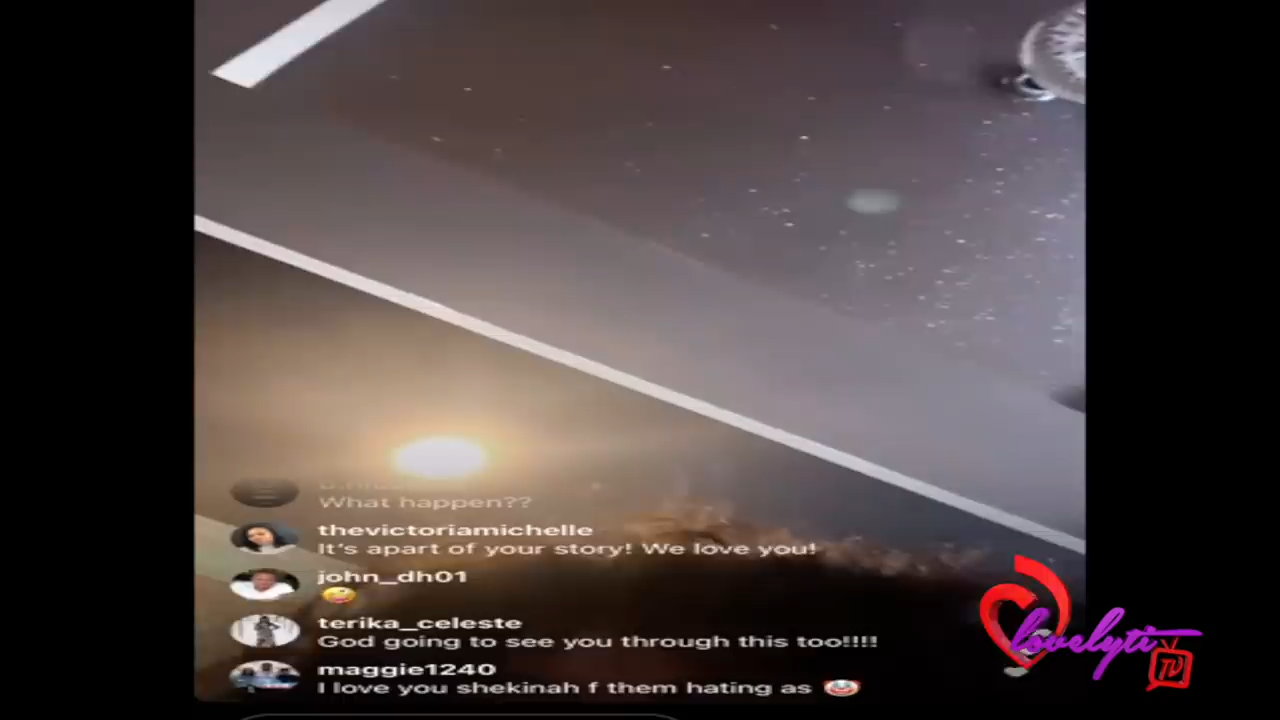 What happen??
thevictoriamichelle
It's apart of your story! We love you!
john_dh01
🤪
terika_celeste
God going to see you through this too!!!!
maggie1240
I love you shekinah f them hating as 🤡
lovelyti
TV